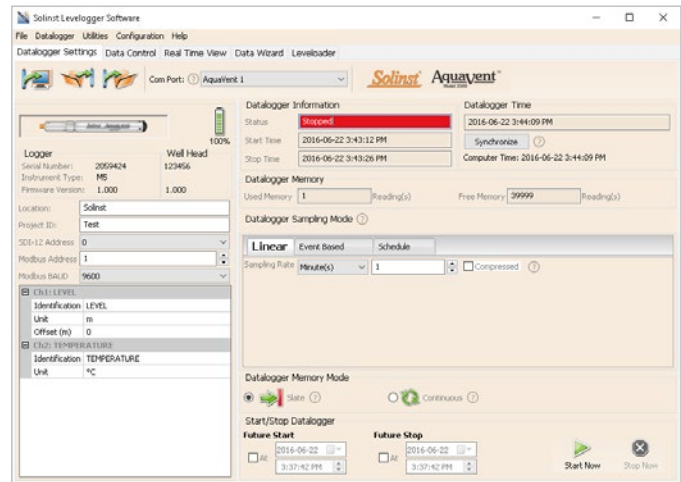 Solinst Levelogger Software
File Datalogger Utilities Configuration Help
Datalogger Settings Data Control Real Time View Data Wizard Leveloader
Com Port: AquaVent 1
Solinst Aquavent
100%
Logger Well Head
Serial Number: 2059424 123456
Instrument Type: M5
Firmware Version: 1.000 1.000
Location: Solinst
Project ID: Test
SDI-12 Address 0
Modbus Address 1
Modbus BAUD 9600
Ch1: LEVEL
Identification LEVEL
Unit m
Offset (m) 0
Ch2: TEMPERATURE
Identification TEMPERATURE
Unit °C
Datalogger Information
Status Stopped
Start Time 2016-06-22 3:43:12 PM
Stop Time 2016-06-22 3:43:26 PM
Datalogger Time
2016-06-22 3:44:09 PM
Synchronize
Computer Time: 2016-06-22 3:44:09 PM
Datalogger Memory
Used Memory 1 Reading(s) Free Memory 39999 Reading(s)
Datalogger Sampling Mode
Linear Event Based Schedule
Sampling Rate Minute(s) 1 Compressed
Datalogger Memory Mode
Slate Continuous
Start/Stop Datalogger
Future Start Future Stop
At 2016-06-22 At 2016-06-22
3:37:42 PM 3:37:42 PM
Start Now Stop Now